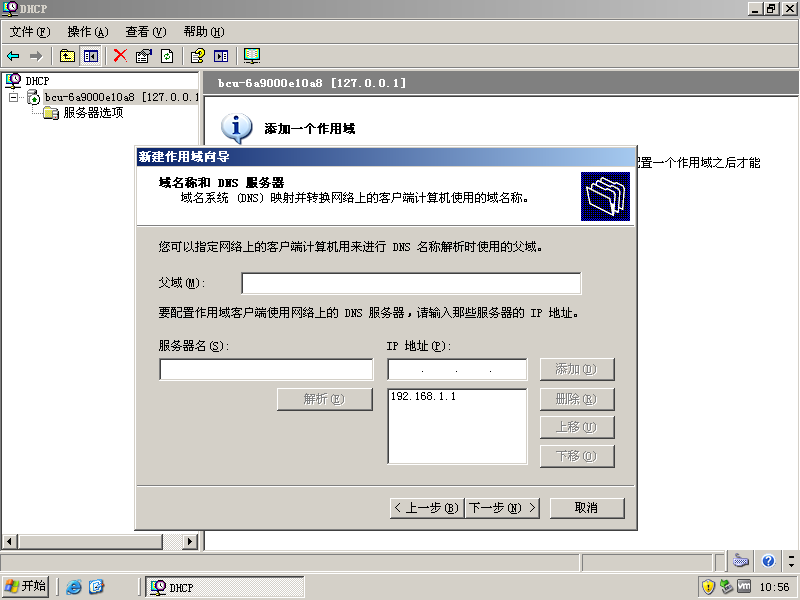 DHCP
文件(F) 操作(A) 查看(V) 帮助(H)
DHCP
bcu-6a9000e10a8 [127.0.0.1
服务器选项
bcu-6a9000e10a8 [127.0.0.1]
添加一个作用域
置一个作用域之后才能
新建作用域向导
域名称和 DNS 服务器
域名系统 (DNS) 映射并转换网络上的客户端计算机使用的域名称。
您可以指定网络上的客户端计算机用来进行 DNS 名称解析时使用的父域。
父域(M):
要配置作用域客户端使用网络上的 DNS 服务器,请输入那些服务器的 IP 地址。
服务器名(S): IP 地址(P):
. . . 添加(D)
解析(E) 192.168.1.1 删除(R)
上移(U)
下移(O)
< 上一步(B) 下一步(N) > 取消
开始 DHCP 10:56